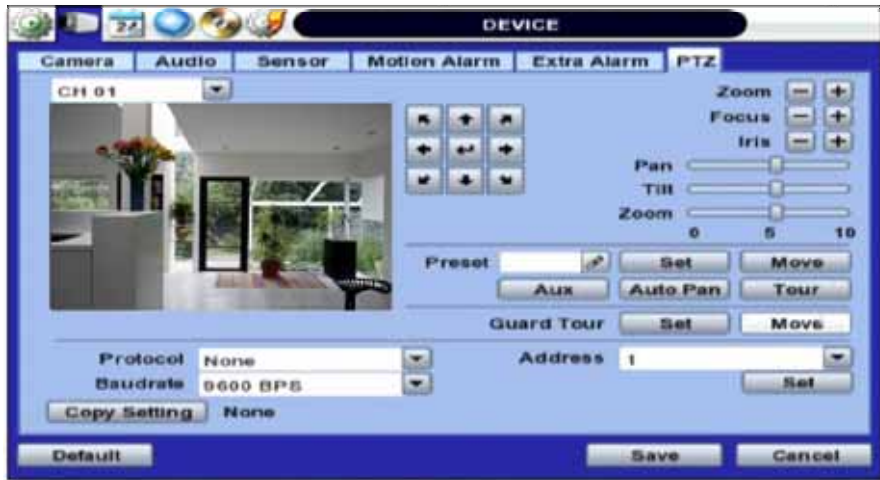 24
DEVICE
Camera Audio Sensor Motion Alarm Extra Alarm PTZ
CH 01
Zoom
Focus
Iris
Pan
Tilt
Zoom
0 5 10
Preset Set Move
Aux Auto Pan Tour
Guard Tour Set Move
Protocol None Address 1
Baudrate 9600 BPS Set
Copy Setting None
Default Save Cancel